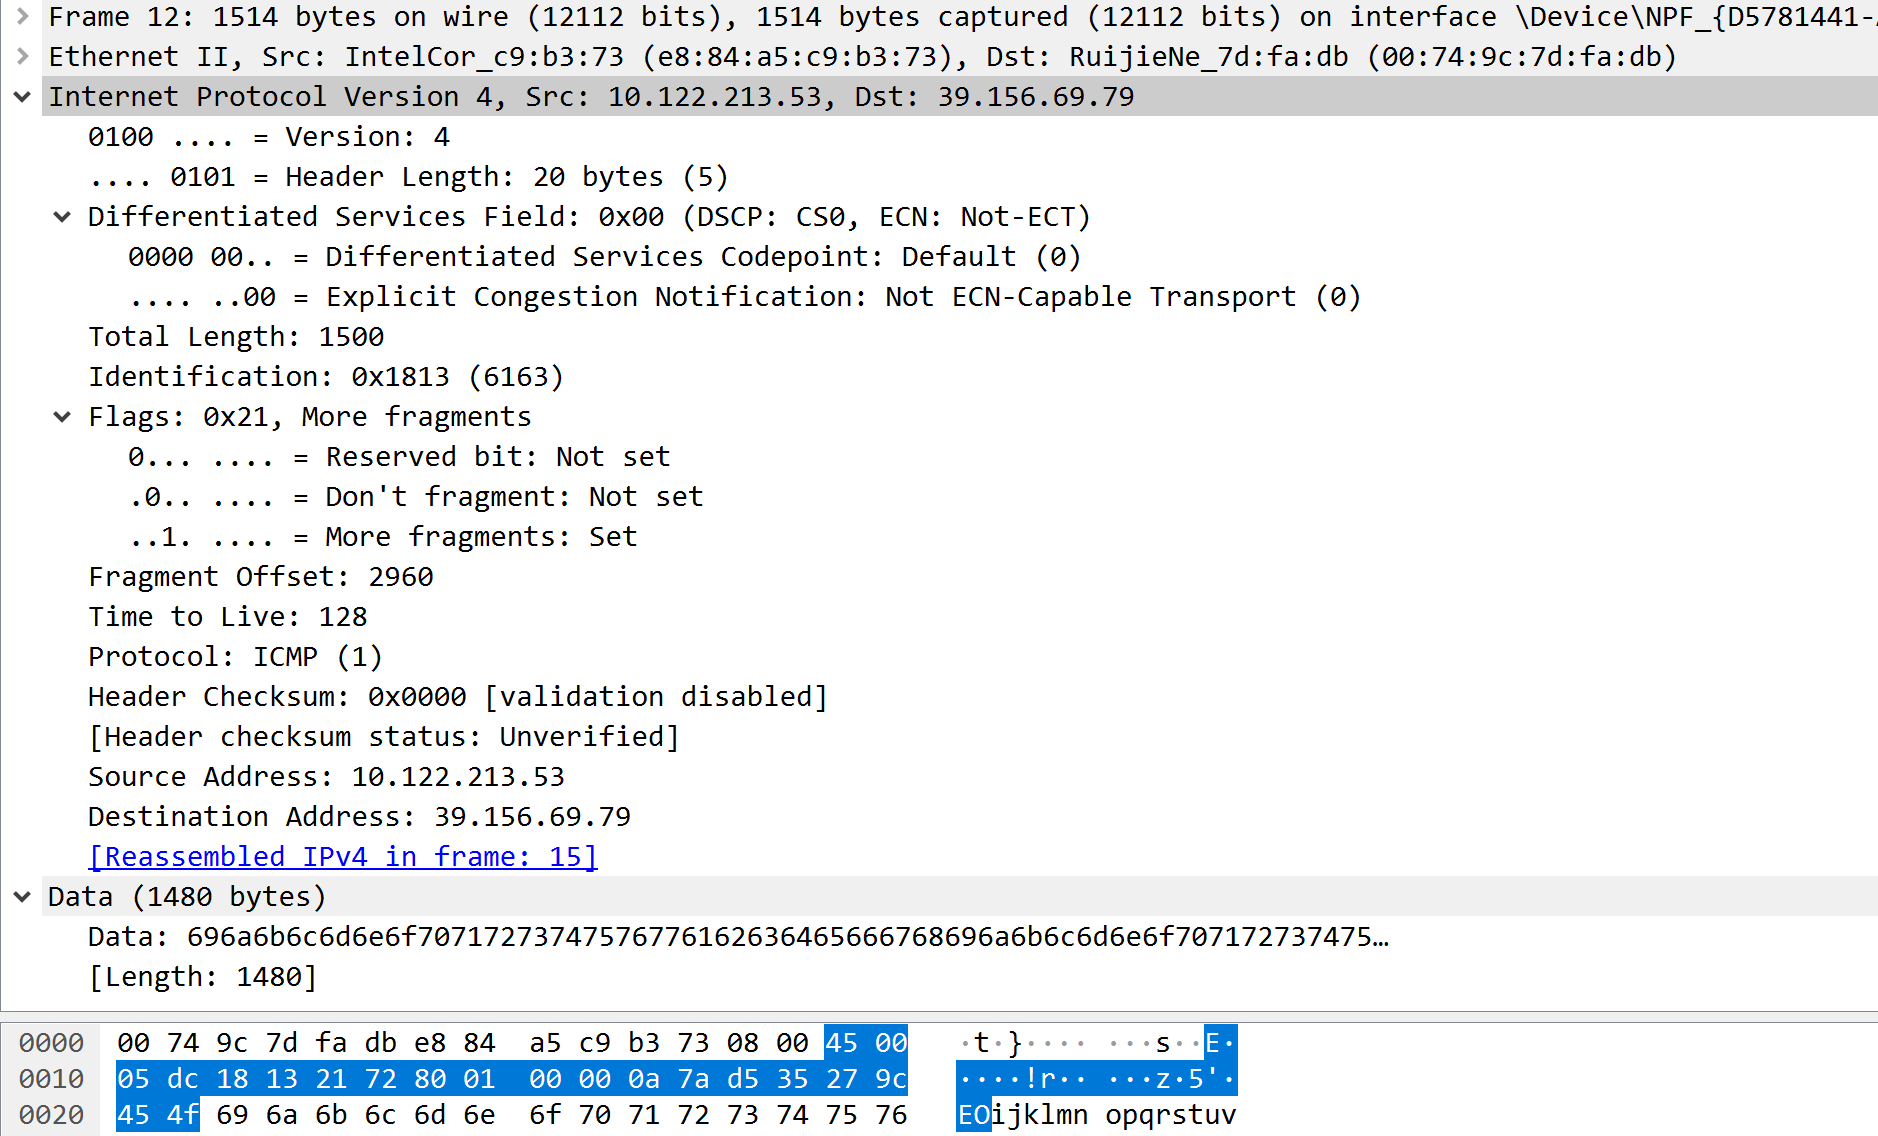 Frame 12: 1514 bytes on wire (12112 bits), 1514 bytes captured (12112 bits) on interface \Device\NPF_{D5781441-
Ethernet II, Src: IntelCor_c9:b3:73 (e8:84:a5:c9:b3:73), Dst: RuijieNe_7d:fa:db (00:74:9c:7d:fa:db)
Internet Protocol Version 4, Src: 10.122.213.53, Dst: 39.156.69.79
0100 .... = Version: 4
.... 0101 = Header Length: 20 bytes (5)
Differentiated Services Field: 0x00 (DSCP: CS0, ECN: Not-ECT)
0000 00.. = Differentiated Services Codepoint: Default (0)
.... ..00 = Explicit Congestion Notification: Not ECN-Capable Transport (0)
Total Length: 1500
Identification: 0x1813 (6163)
Flags: 0x21, More fragments
0... .... = Reserved bit: Not set
.0.. .... = Don't fragment: Not set
..1. .... = More fragments: Set
Fragment Offset: 2960
Time to Live: 128
Protocol: ICMP (1)
Header Checksum: 0x0000 [validation disabled]
[Header checksum status: Unverified]
Source Address: 10.122.213.53
Destination Address: 39.156.69.79
[Reassembled IPv4 in frame: 15]
Data (1480 bytes)
Data: 696a6b6c6d6e6f70717273747576776162636465666768696a6b6c6d6e6f707172737475…
[Length: 1480]
0000 00 74 9c 7d fa db e8 84 a5 c9 b3 73 08 00 45 00 ·t·}···· ···s··E·
0010 05 dc 18 13 21 72 80 01 00 00 0a 7a d5 35 27 9c ····!r·· ···z·5'·
0020 45 4f 69 6a 6b 6c 6d 6e 6f 70 71 72 73 74 75 76 EOijklmn opqrstuv